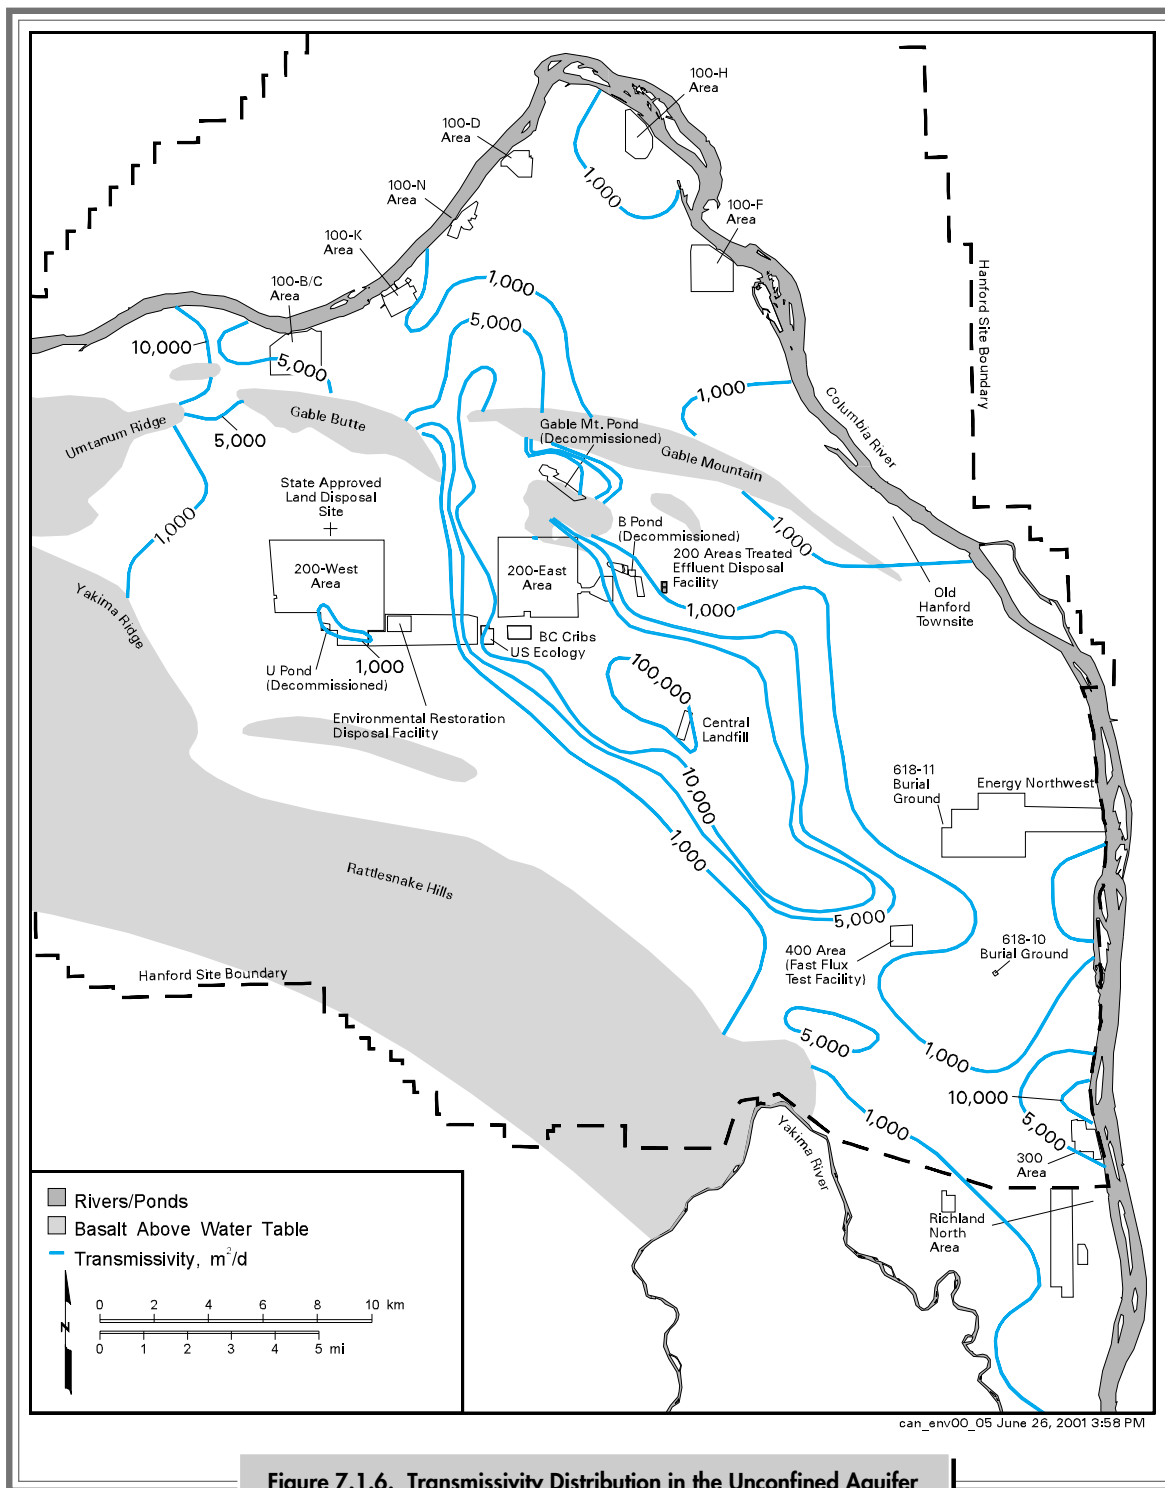 100-H
Area
100-D
Area
1,000
100-N
Area
100-F
Area
100-K
Area
100-B/C
Area
1,000
5,000
10,000
5,000
Hanford Site Boundary
1,000
Columbia River
Umtanum Ridge
5,000
Gable Butte
Gable Mt. Pond
(Decommissioned)
Gable Mountain
State Approved
Land Disposal
Site
1,000
1,000
B Pond
(Decommissioned)
200 Areas Treated
Effluent Disposal
Facility
200-West
Area
200-East
Area
Old
Hanford
Townsite
Yakima Ridge
1,000
BC Cribs
US Ecology
1,000
U Pond
(Decommissioned)
100,000
Environmental Restoration
Disposal Facility
Central
Landfill
10,000
618-11
Burial
Ground
Energy Northwest
1,000
Rattlesnake Hills
5,000
400 Area
(Fast Flux
Test Facility)
618-10
Burial Ground
Hanford Site Boundary
5,000
1,000
10,000
1,000
5,000
Yakima River
300
Area
Richland
North
Area
Rivers/Ponds
Basalt Above Water Table
Transmissivity, m²/d
N
0 2 4 6 8 10 km
0 1 2 3 4 5 mi
can_env00_05 June 26, 2001 3:58 PM
Figure 7.1.6. Transmissivity Distribution in the Unconfined Aquifer